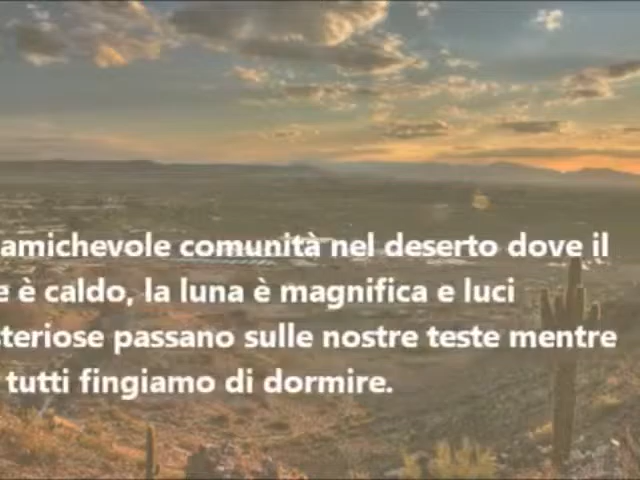 amichevole comunità nel deserto dove il
e è caldo, la luna è magnifica e luci
steriose passano sulle nostre teste mentre
tutti fingiamo di dormire.